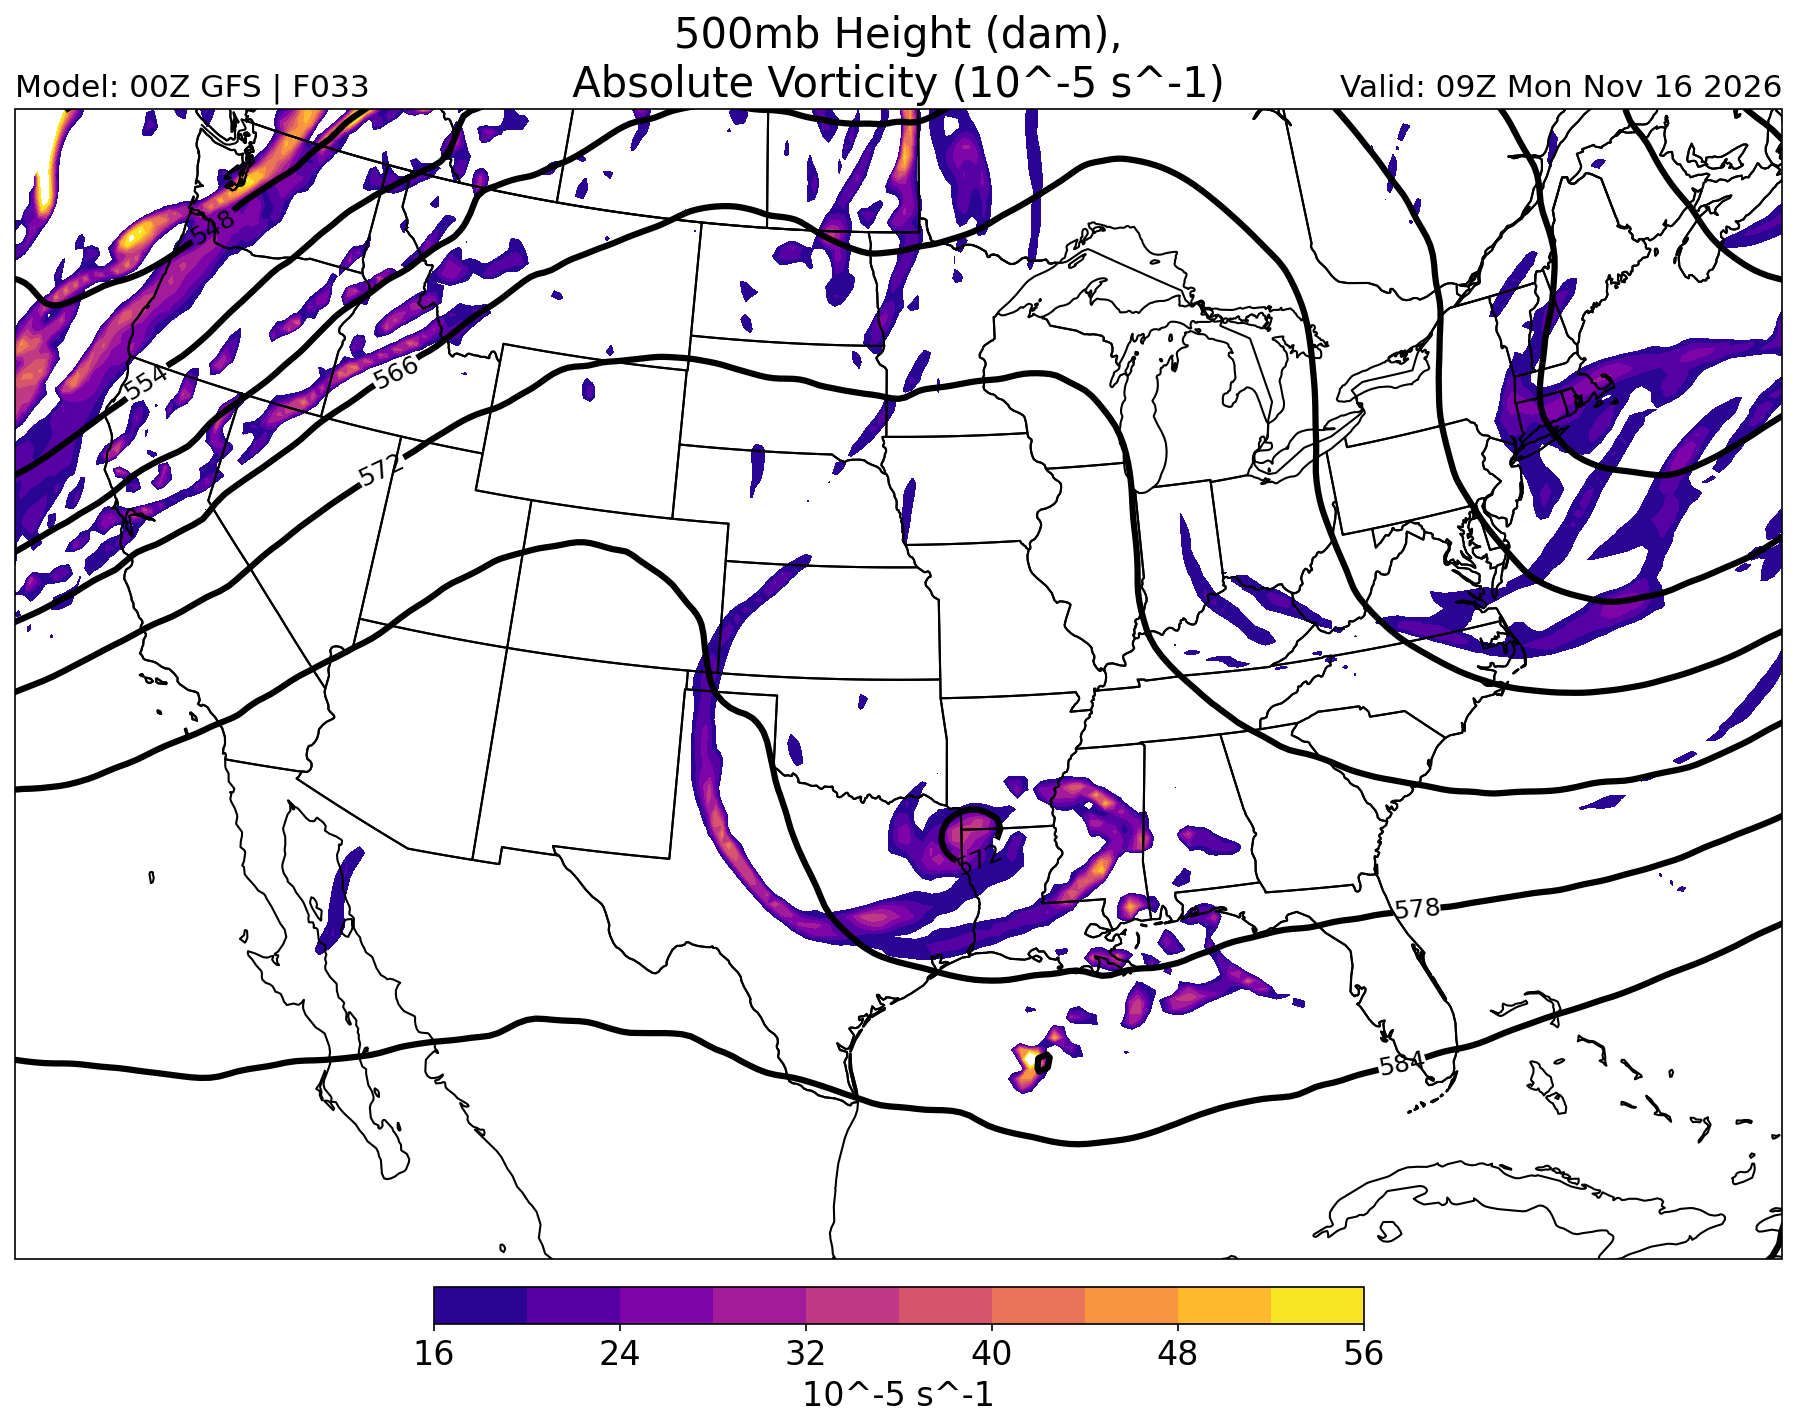 500mb Height (dam),
Model: 00Z GFS | F033
Absolute Vorticity (10^-5 s^-1)
Valid: 09Z Mon Nov 16 2026
548
554
566
572
572
578
584
16
24
32
40
48
56
10^-5 s^-1